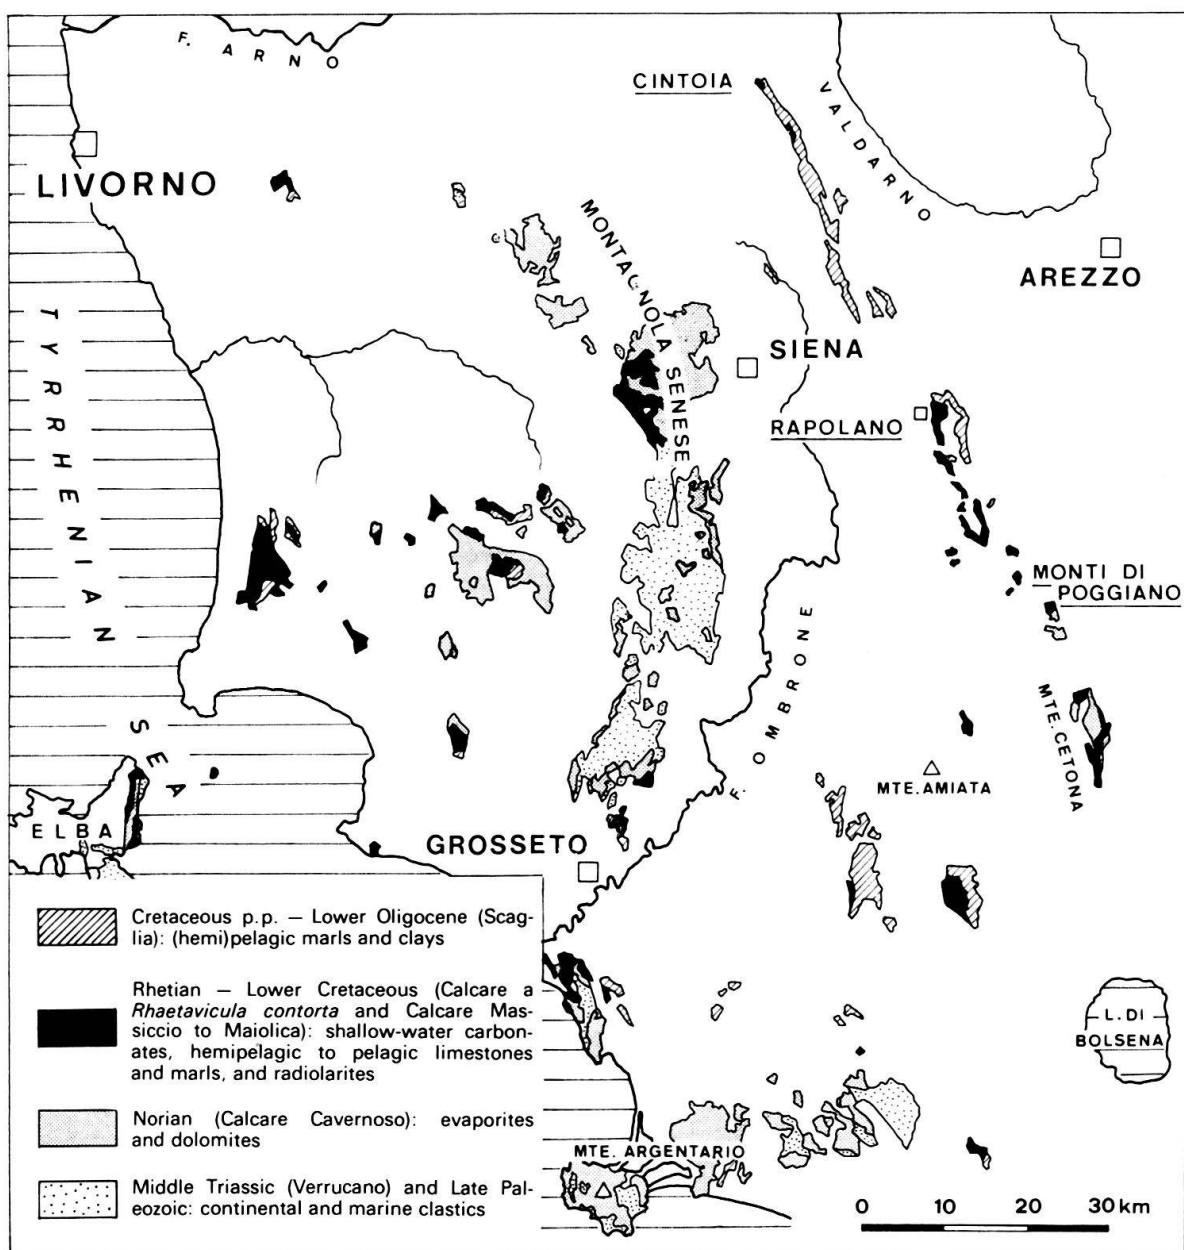 F. ARNO
CINTOIA
VALDARNO
LIVORNO
MONTAGNOLA SENESE
AREZZO
TYRRHENIAN SEA
SIENA
RAPOLANO
MONTI DI
POGGIANO
F. OMBRONE
MTE. CETONA
MTE. AMIATA
ELBA
GROSSETO
L. DI
BOLSENA
MTE. ARGENTARIO
Cretaceous p.p. – Lower Oligocene (Scag-
lia): (hemi)pelagic marls and clays
Rhetian – Lower Cretaceous (Calcare a
Rhaetavicula contorta and Calcare Mas-
siccio to Maiolica): shallow-water carbon-
ates, hemipelagic to pelagic limestones
and marls, and radiolarites
Norian (Calcare Cavernoso): evaporites
and dolomites
Middle Triassic (Verrucano) and Late Pal-
eozoic: continental and marine clastics
0 10 20 30 km